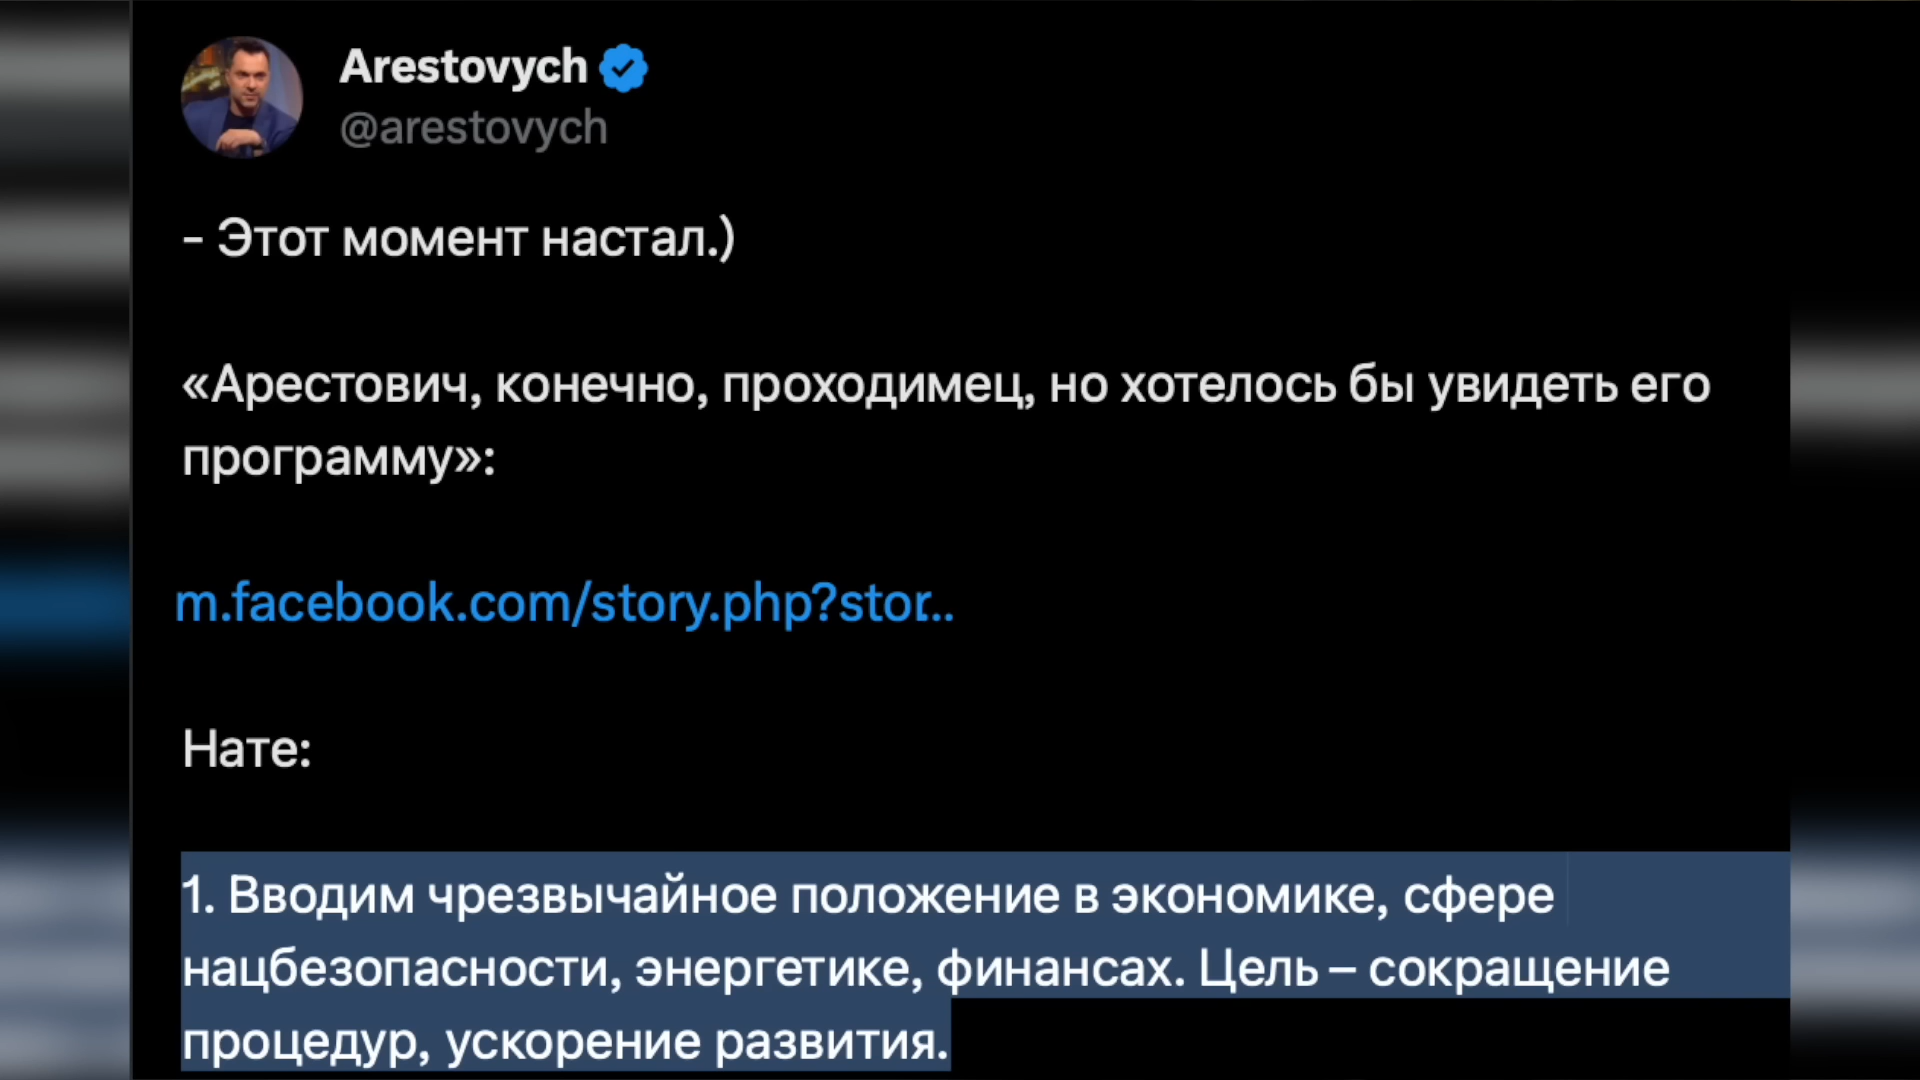 Arestovych
@arestovych
- Этот момент настал.)
«Арестович, конечно, проходимец, но хотелось бы увидеть его
программу»:
m.facebook.com/story.php?stor..
Нате:
1. Вводим чрезвычайное положение в экономике, сфере
нацбезопасности, энергетике, финансах. Цель – сокращение
процедур, ускорение развития.